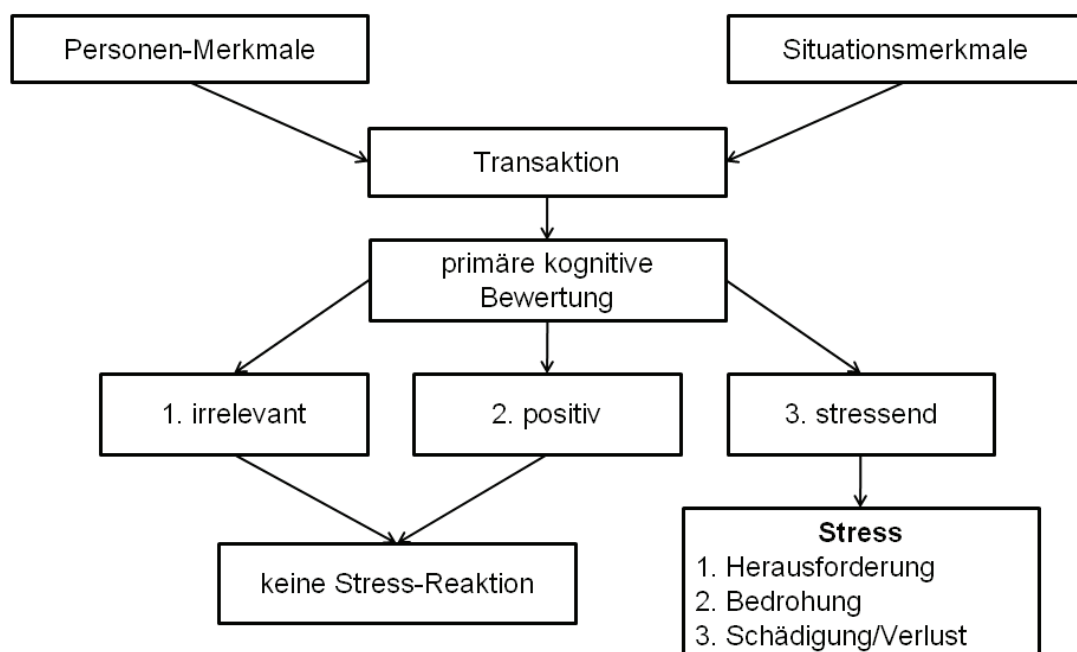 Personen-Merkmale
Situationsmerkmale
Transaktion
primäre kognitive
Bewertung
1. irrelevant
2. positiv
3. stressend
keine Stress-Reaktion
Stress
1. Herausforderung
2. Bedrohung
3. Schädigung/Verlust